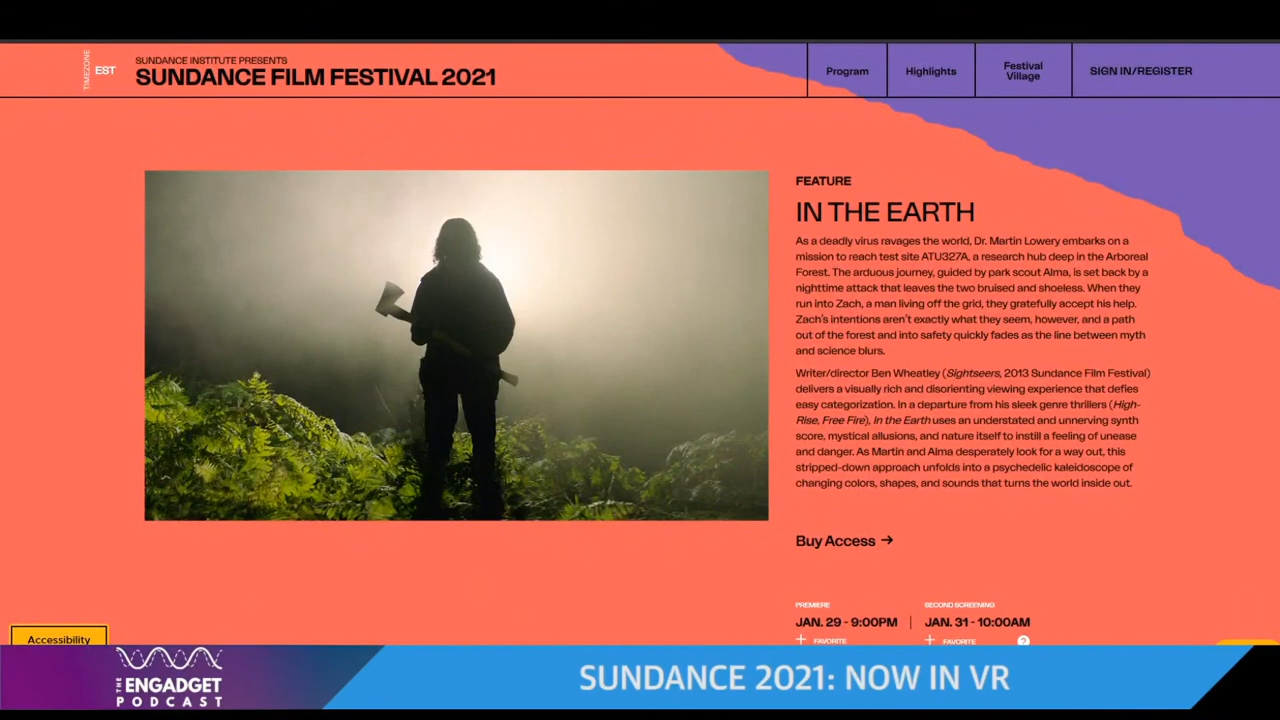 TIMEZONE
EST
SUNDANCE INSTITUTE PRESENTS
SUNDANCE FILM FESTIVAL 2021
Program
Highlights
Festival
Village
SIGN IN/REGISTER
FEATURE
IN THE EARTH
As a deadly virus ravages the world, Dr. Martin Lowery embarks on a
mission to reach test site ATU327A, a research hub deep in the Arboreal
Forest. The arduous journey, guided by park scout Alma, is set back by a
nighttime attack that leaves the two bruised and shoeless. When they
run into Zach, a man living off the grid, they gratefully accept his help.
Zach's intentions aren't exactly what they seem, however, and a path
out of the forest and into safety quickly fades as the line between myth
and science blurs.
Writer/director Ben Wheatley (Sightseers, 2013 Sundance Film Festival)
delivers a visually rich and disorienting viewing experience that defies
easy categorization. In a departure from his sleek genre thrillers (High-
Rise, Free Fire), In the Earth uses an understated and unnerving synth
score, mystical allusions, and nature itself to instill a feeling of unease
and danger. As Martin and Alma desperately look for a way out, this
stripped-down approach unfolds into a psychedelic kaleidoscope of
changing colors, shapes, and sounds that turns the world inside out.
Buy Access →
PREMIERE
JAN. 29 - 9:00PM
+ FAVORITE
SECOND SCREENING
JAN. 31 - 10:00AM
+ FAVORITE ?
Accessibility
THE ENGADGET
PODCAST
SUNDANCE 2021: NOW IN VR